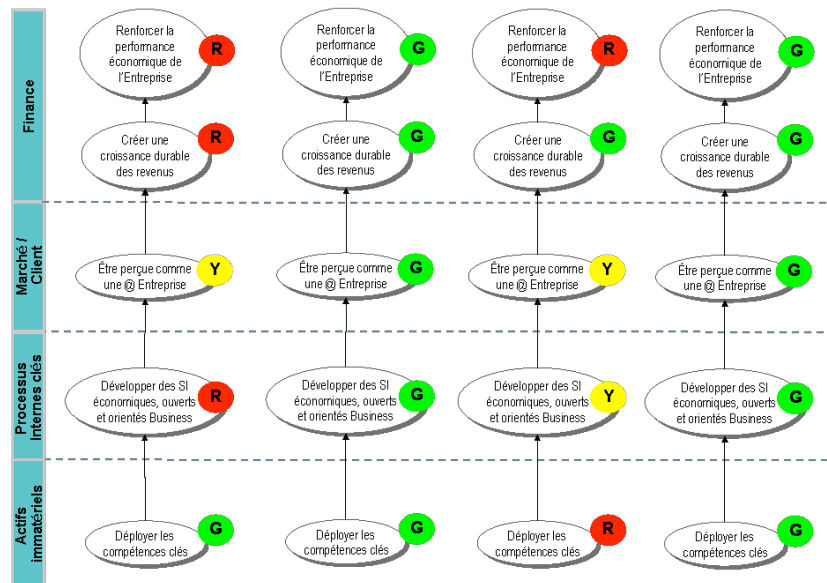 Finance
Renforcer la
performance
économique de
l'Entreprise
R
Renforcer la
performance
économique de
l'Entreprise
G
Renforcer la
performance
économique de
l'Entreprise
R
Renforcer la
performance
économique de
l'Entreprise
G
Créer une
croissance durable
des revenus
R
Créer une
croissance durable
des revenus
G
Créer une
croissance durable
des revenus
G
Créer une
croissance durable
des revenus
G
Marché /
Client
Être perçue comme
une @ Entreprise
Y
Être perçue comme
une @ Entreprise
G
Être perçue comme
une @ Entreprise
Y
Être perçue comme
une @ Entreprise
G
Processus
Internes clés
Développer des SI
économiques, ouverts
et orientés Business
R
Développer des SI
économiques, ouverts
et orientés Business
G
Développer des SI
économiques, ouverts
et orientés Business
Y
Développer des SI
économiques, ouverts
et orientés Business
G
Actifs
immatériels
Déployer les
compétences clés
G
Déployer les
compétences clés
G
Déployer les
compétences clés
R
Déployer les
compétences clés
G